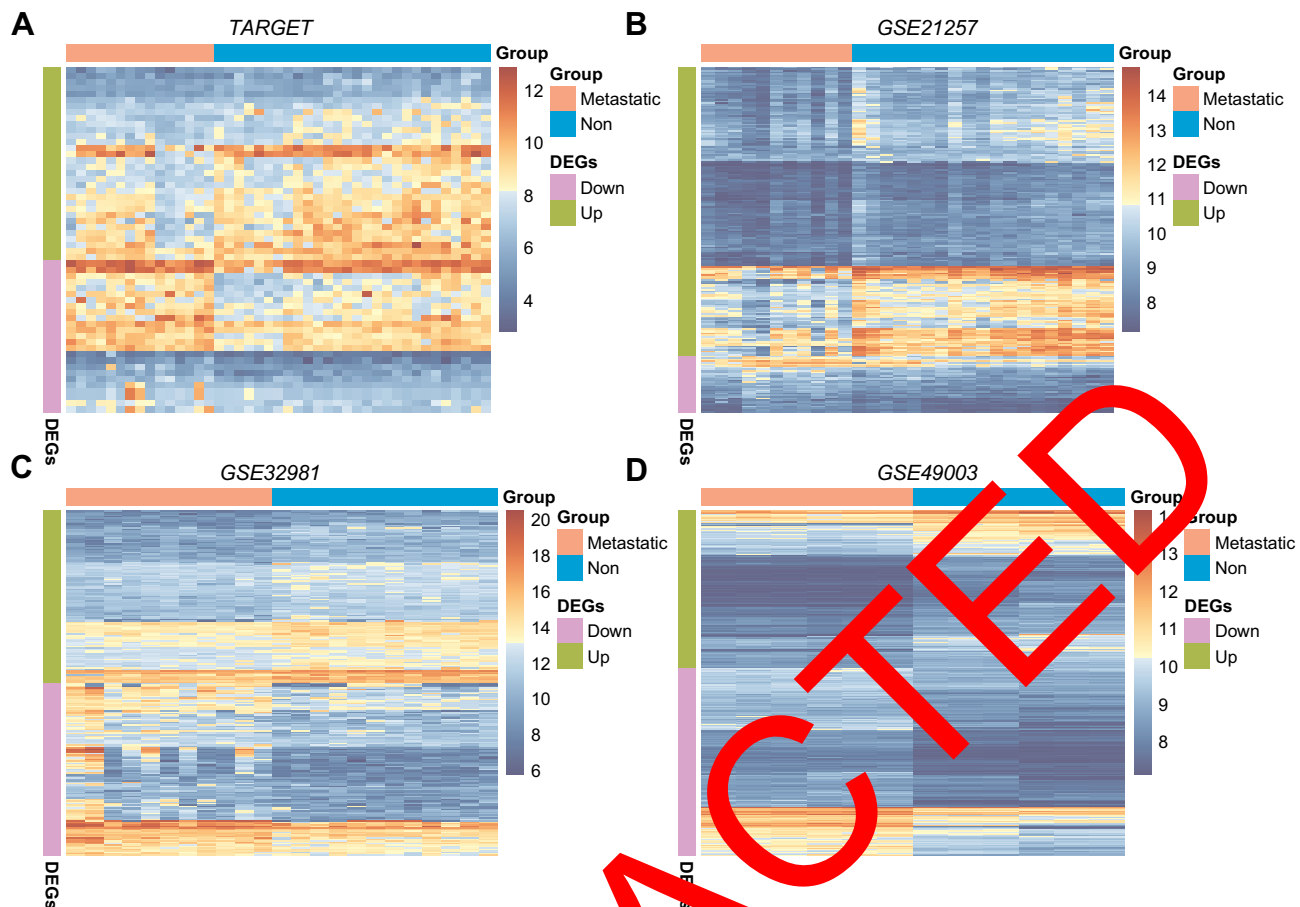 A
TARGET
Group
12
10
8
6
4
Group
Metastatic
Non
DEGs
Down
Up
DEGs
B
GSE21257
Group
14
13
12
11
10
9
8
Group
Metastatic
Non
DEGs
Down
Up
DEGs
C
GSE32981
Group
20
18
16
14
12
10
8
6
Group
Metastatic
Non
DEGs
Down
Up
DEGs
D
GSE49003
Group
13
12
11
10
9
8
Group
Metastatic
Non
DEGs
Down
Up
CTED